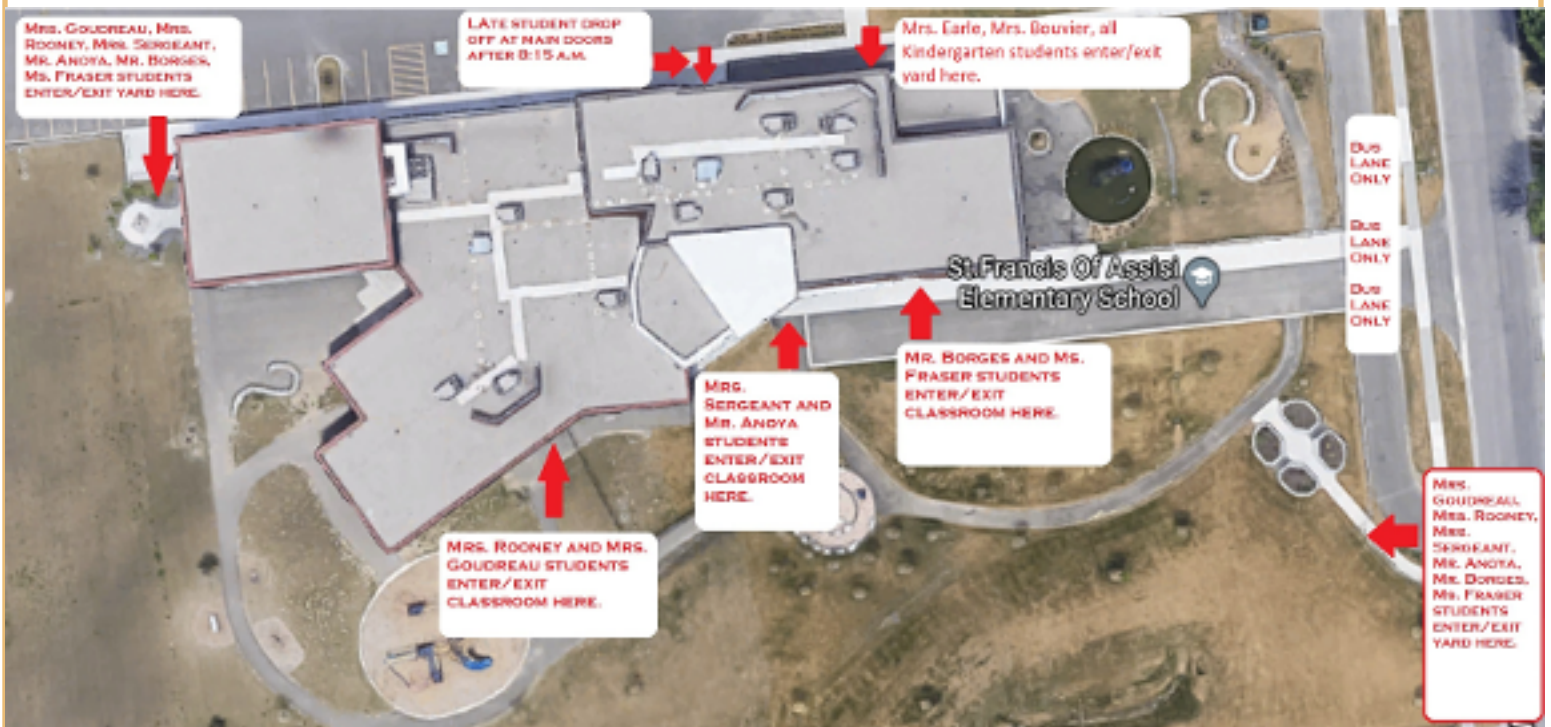 MRS. GOUDREAU, MRS.
ROONEY, MRS. SERGEANT,
MR. ANOYA, MR. BORGES,
MS. FRASER STUDENTS
ENTER/EXIT YARD HERE.
LATE STUDENT DROP
OFF AT MAIN DOORS
AFTER 8:15 A.M.
Mrs. Earle, Mrs. Bouvier, all
Kindergarten students enter/exit
yard here.
BUS
LANE
ONLY
BUS
LANE
ONLY
BUS
LANE
ONLY
St.Francis Of Assisi
Elementary School
MR. BORGES AND MS.
FRASER STUDENTS
ENTER/EXIT
CLASSROOM HERE.
MRS.
SERGEANT AND
MR. ANOYA
STUDENTS
ENTER/EXIT
CLASSROOM
HERE.
MRS. ROONEY AND MRS.
GOUDREAU STUDENTS
ENTER/EXIT
CLASSROOM HERE.
MRS.
GOUDREAU,
MRS. ROONEY,
MRS.
SERGEANT,
MR. ANOYA,
MR. BORGES,
MS. FRASER
STUDENTS
ENTER/EXIT
YARD HERE.